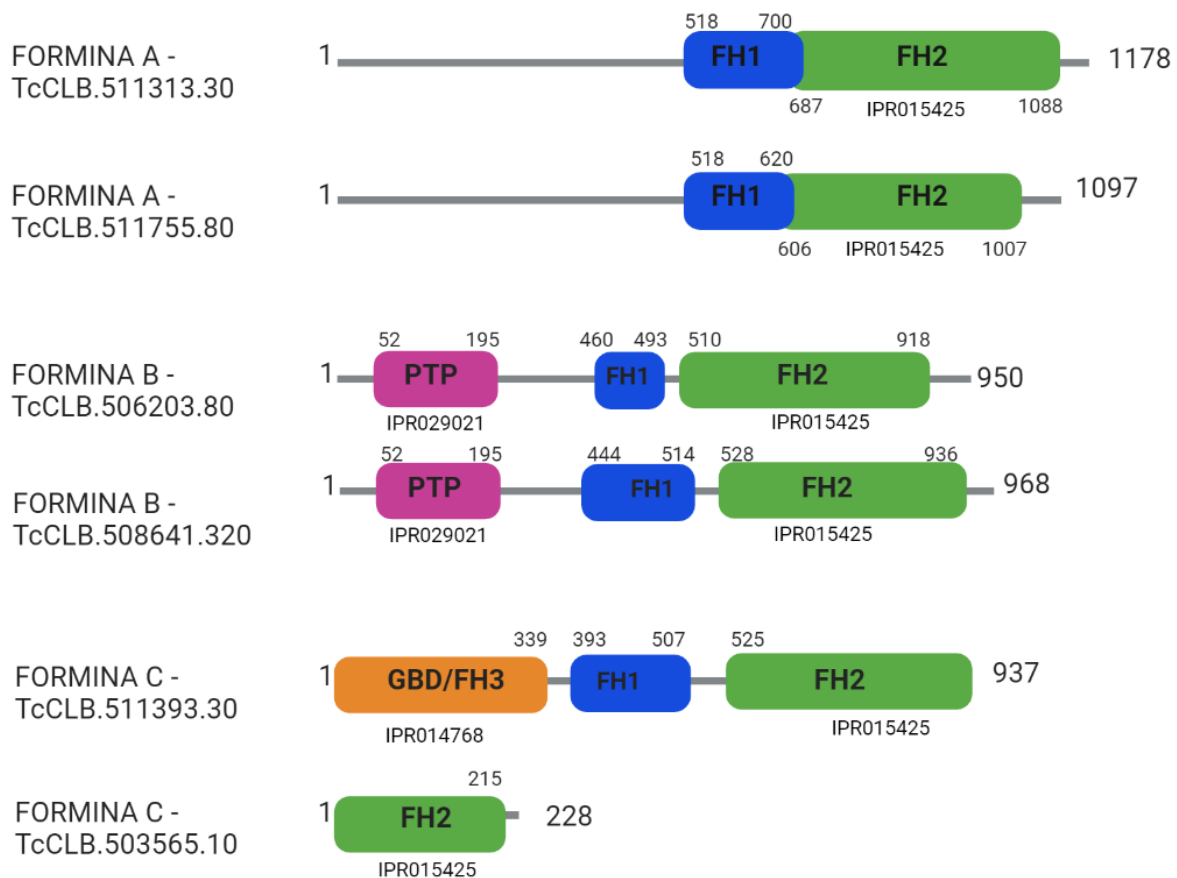 518 700
FORMINA A -
TcCLB.511313.30
1 FH1 FH2 1178
687 IPR015425 1088
518 620
FORMINA A -
TcCLB.511755.80
1 FH1 FH2 1097
606 IPR015425 1007
52 195 460 493 510 918
FORMINA B -
TcCLB.506203.80
1 PTP FH1 FH2 950
IPR029021 IPR015425
52 195 444 514 528 936
FORMINA B -
TcCLB.508641.320
1 PTP FH1 FH2 968
IPR029021 IPR015425
339 393 507 525
FORMINA C -
TcCLB.511393.30
1 GBD/FH3 FH1 FH2 937
IPR014768 IPR015425
215
FORMINA C -
TcCLB.503565.10
1 FH2 228
IPR015425